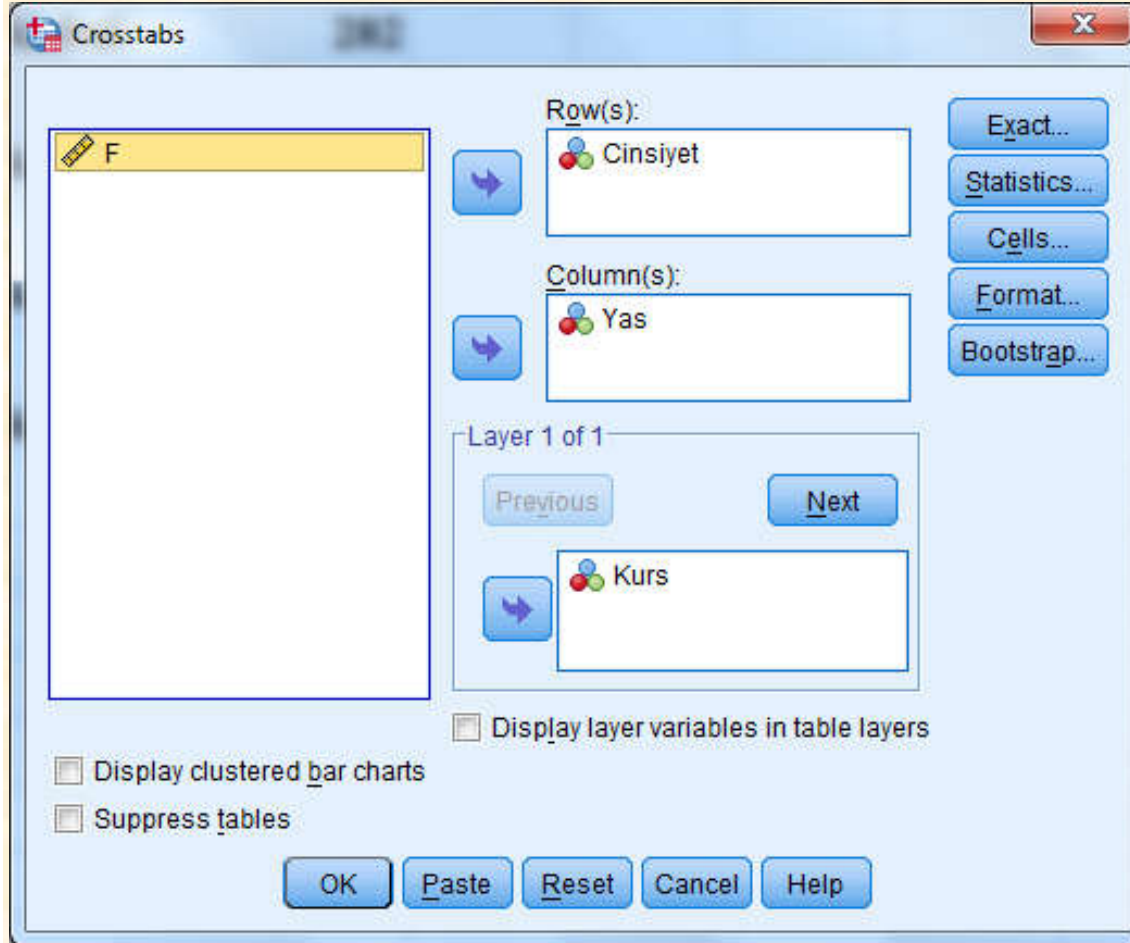 Crosstabs
282
F
Row(s):
Cinsiyet
Column(s):
Yas
Layer 1 of 1
Previous
Next
Kurs
Display layer variables in table layers
Display clustered bar charts
Suppress tables
Exact...
Statistics...
Cells...
Format...
Bootstrap...
OK
Paste
Reset
Cancel
Help